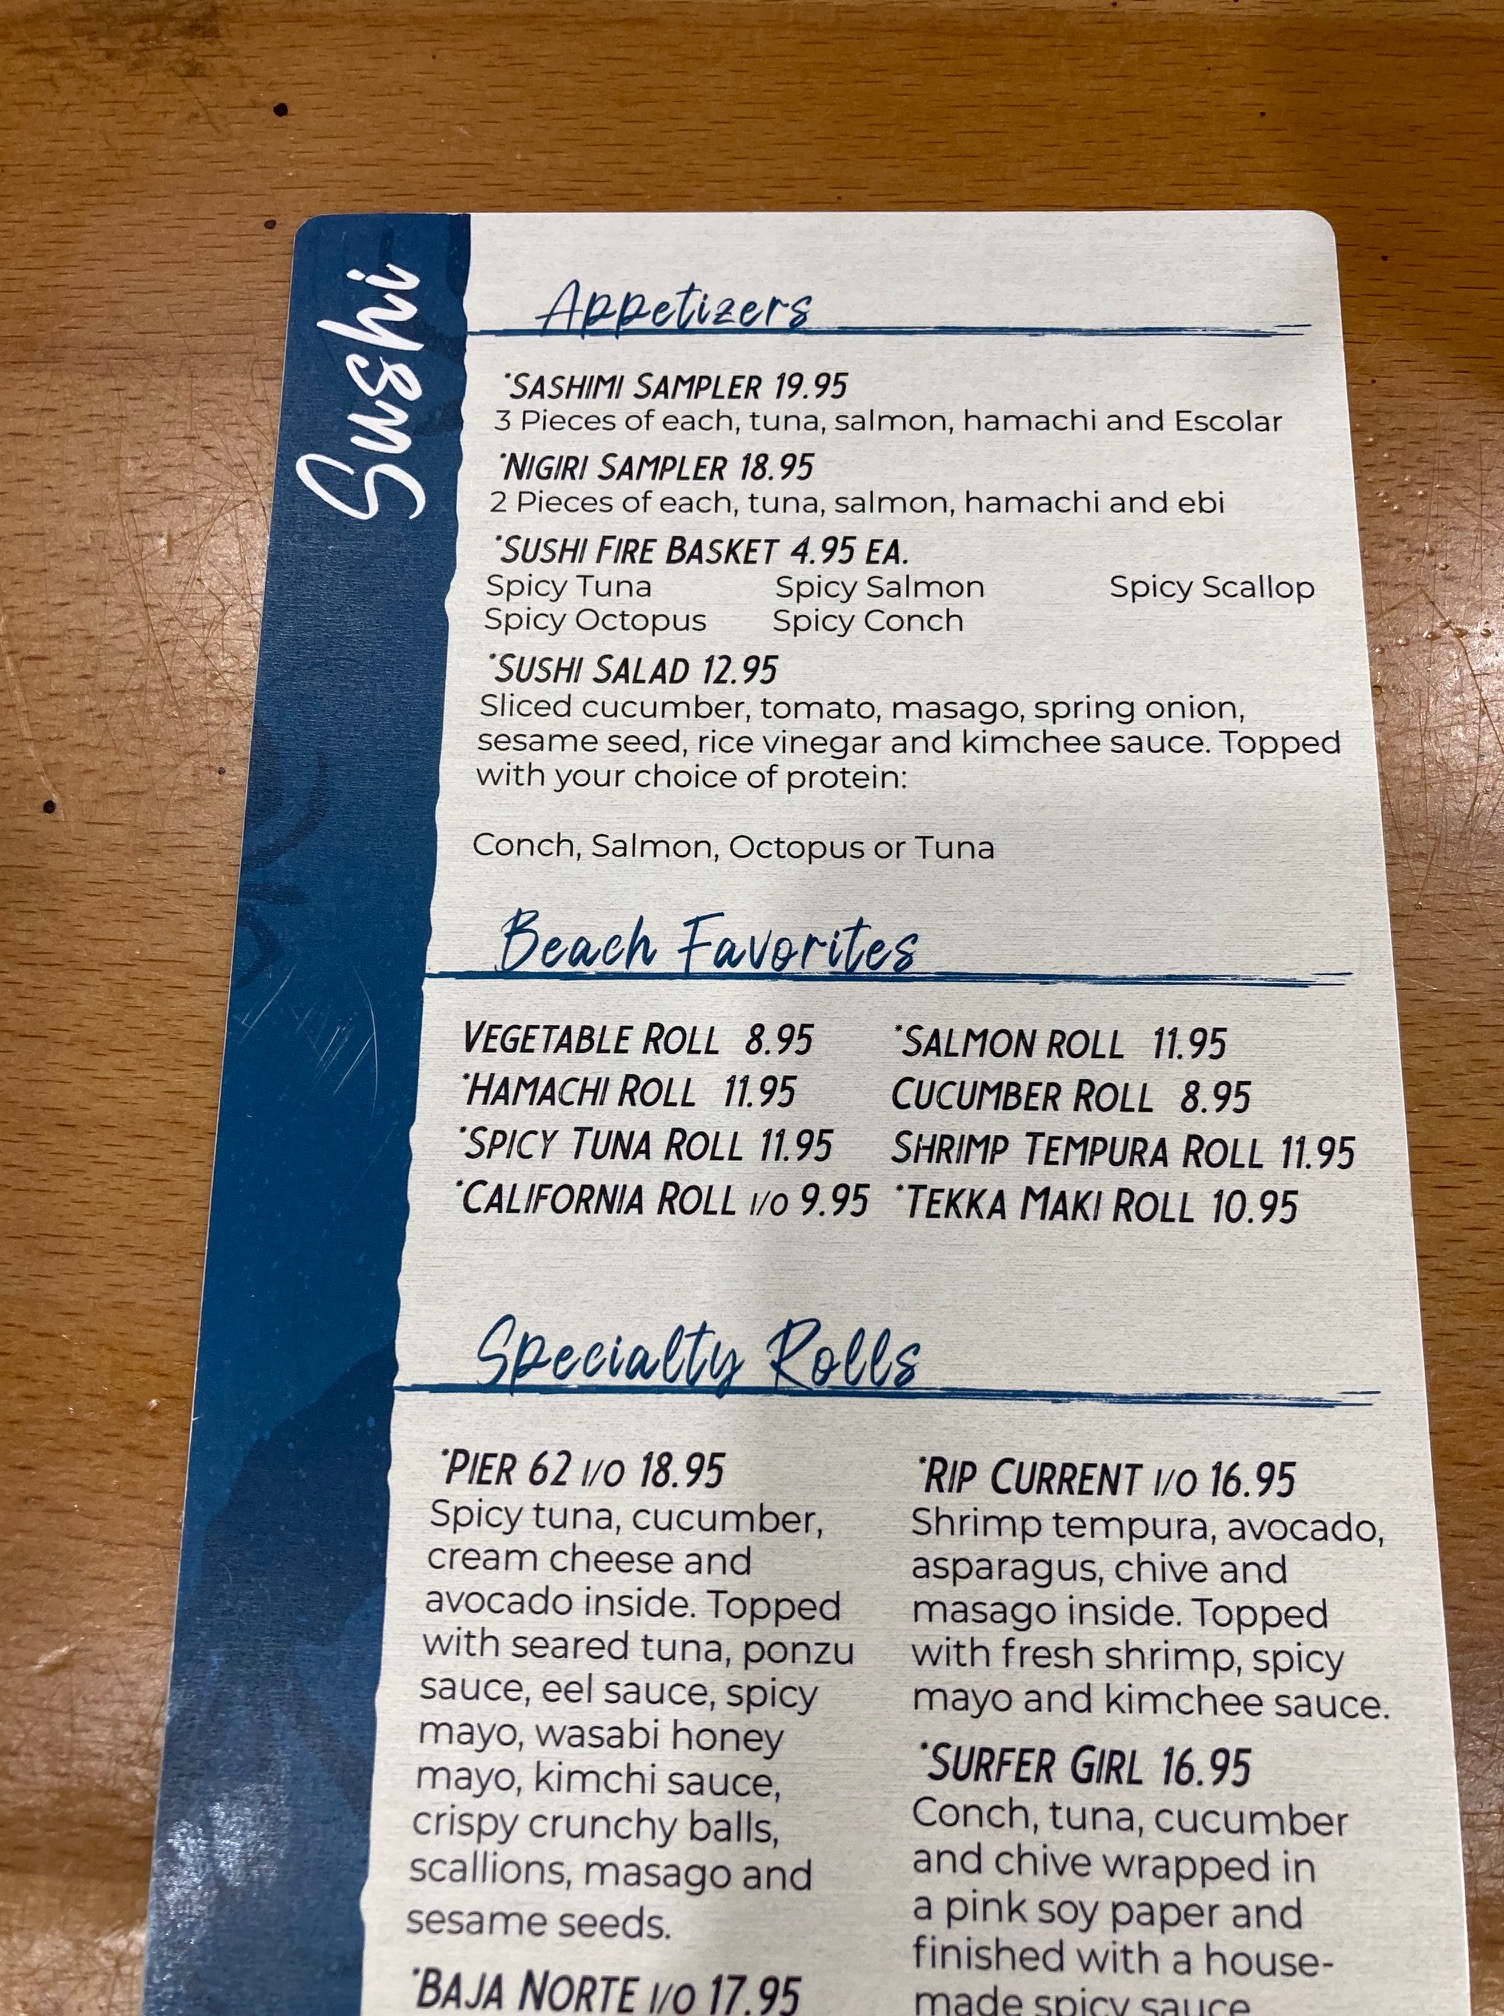 Sushi
Appetizers
*SASHIMI SAMPLER 19.95
3 Pieces of each, tuna, salmon, hamachi and Escolar
*NIGIRI SAMPLER 18.95
2 Pieces of each, tuna, salmon, hamachi and ebi
*SUSHI FIRE BASKET 4.95 EA.
Spicy Tuna Spicy Salmon Spicy Scallop
Spicy Octopus Spicy Conch
*SUSHI SALAD 12.95
Sliced cucumber, tomato, masago, spring onion,
sesame seed, rice vinegar and kimchee sauce. Topped
with your choice of protein:
Conch, Salmon, Octopus or Tuna
Beach Favorites
VEGETABLE ROLL 8.95
*HAMACHI ROLL 11.95
*SPICY TUNA ROLL 11.95
*CALIFORNIA ROLL I/O 9.95
*SALMON ROLL 11.95
CUCUMBER ROLL 8.95
SHRIMP TEMPURA ROLL 11.95
*TEKKA MAKI ROLL 10.95
Specialty Rolls
*PIER 62 I/O 18.95
Spicy tuna, cucumber,
cream cheese and
avocado inside. Topped
with seared tuna, ponzu
sauce, eel sauce, spicy
mayo, wasabi honey
mayo, kimchi sauce,
crispy crunchy balls,
scallions, masago and
sesame seeds.
*BAJA NORTE I/O 17.95
*RIP CURRENT I/O 16.95
Shrimp tempura, avocado,
asparagus, chive and
masago inside. Topped
with fresh shrimp, spicy
mayo and kimchee sauce.
*SURFER GIRL 16.95
Conch, tuna, cucumber
and chive wrapped in
a pink soy paper and
finished with a house-
made spicy sauce